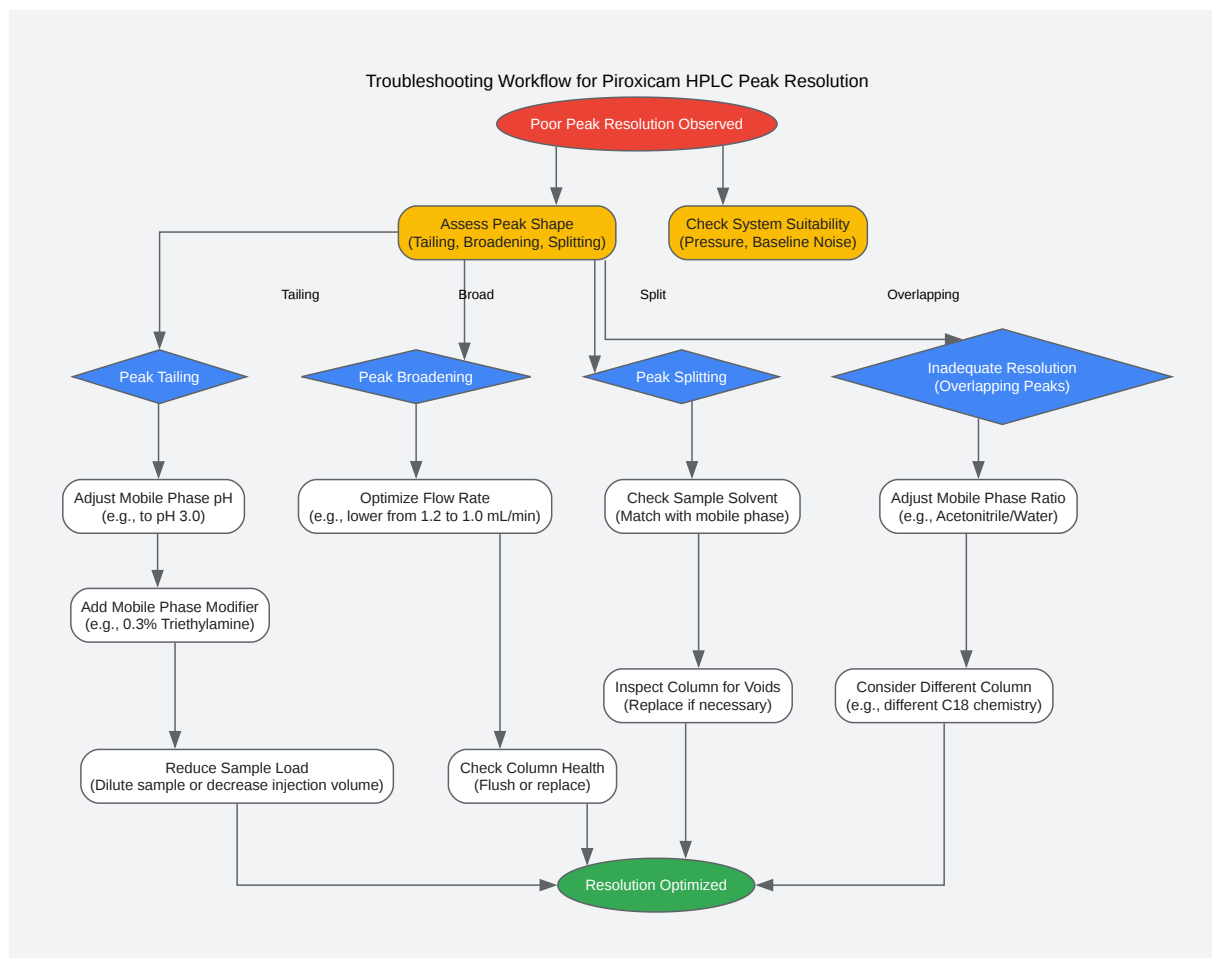 Troubleshooting Workflow for Piroxicam HPLC Peak Resolution
Poor Peak Resolution Observed
Assess Peak Shape
(Tailing, Broadening, Splitting)
Check System Suitability
(Pressure, Baseline Noise)
Tailing
Broad
Split
Overlapping
Peak Tailing
Peak Broadening
Peak Splitting
Inadequate Resolution
(Overlapping Peaks)
Adjust Mobile Phase pH
(e.g., to pH 3.0)
Optimize Flow Rate
(e.g., lower from 1.2 to 1.0 mL/min)
Check Sample Solvent
(Match with mobile phase)
Adjust Mobile Phase Ratio
(e.g., Acetonitrile/Water)
Add Mobile Phase Modifier
(e.g., 0.3% Triethylamine)
Inspect Column for Voids
(Replace if necessary)
Consider Different Column
(e.g., different C18 chemistry)
Reduce Sample Load
(Dilute sample or decrease injection volume)
Check Column Health
(Flush or replace)
Resolution Optimized